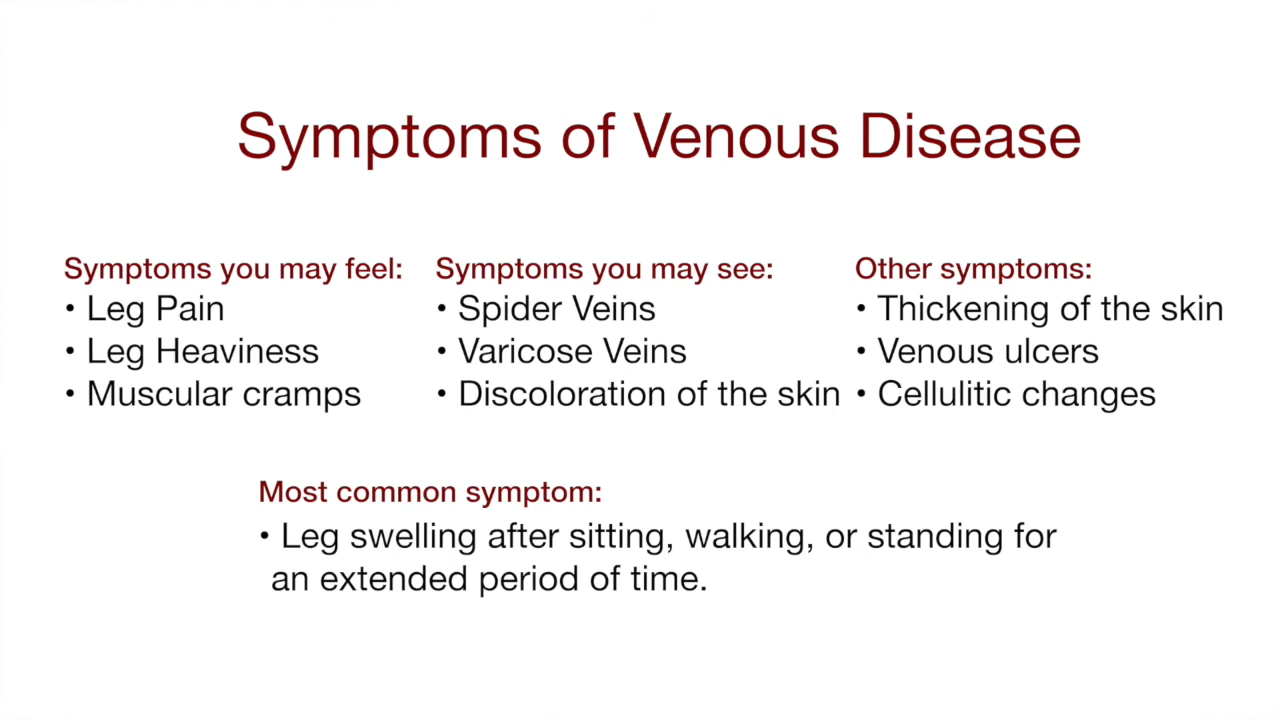 Symptoms of Venous Disease
Symptoms you may feel:
• Leg Pain
• Leg Heaviness
• Muscular cramps
Symptoms you may see:
• Spider Veins
• Varicose Veins
• Discoloration of the skin
Other symptoms:
• Thickening of the skin
• Venous ulcers
• Cellulitic changes
Most common symptom:
• Leg swelling after sitting, walking, or standing for
an extended period of time.